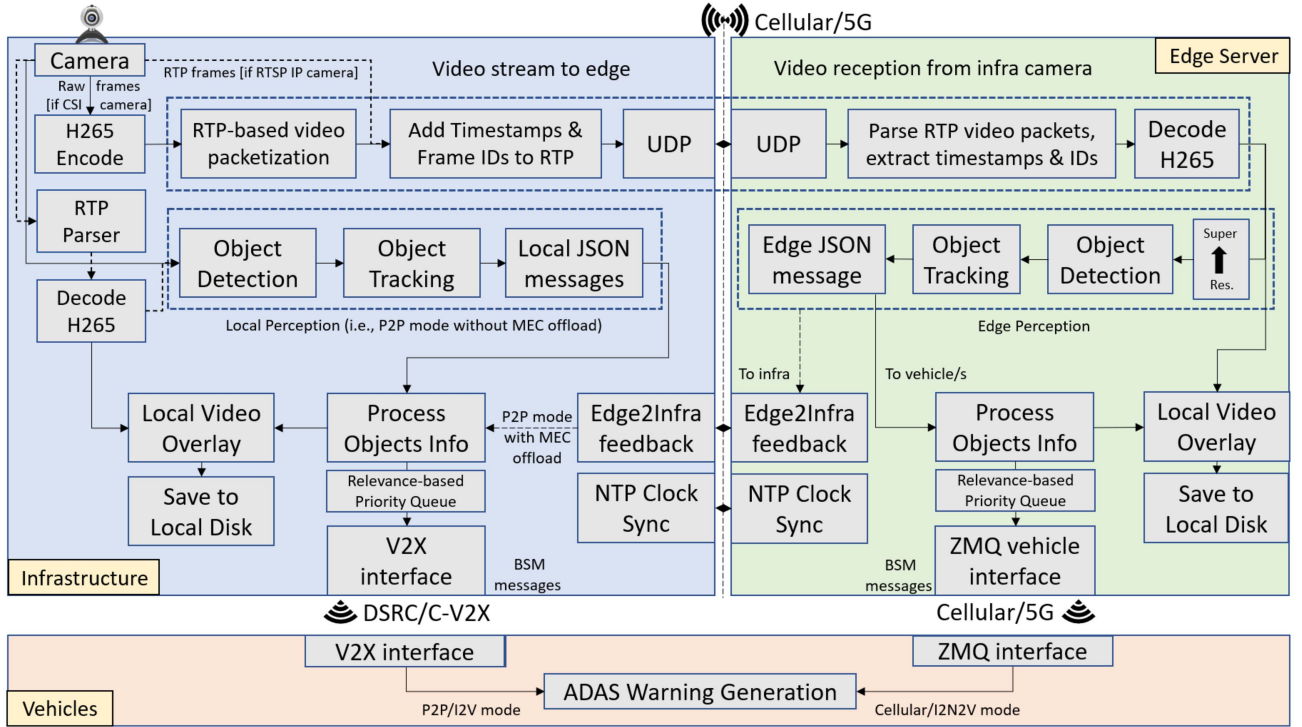 Cellular/5G
Camera
RTP frames [if RTSP IP camera]
Video stream to edge
Video reception from infra camera
Edge Server
Raw frames
[if CSI camera]
H265
Encode
RTP-based video
packetization
Add Timestamps &
Frame IDs to RTP
UDP
UDP
Parse RTP video packets,
extract timestamps & IDs
Decode
H265
RTP
Parser
Object
Detection
Object
Tracking
Local JSON
messages
Edge JSON
message
Object
Tracking
Object
Detection
Super
Res.
Decode
H265
Local Perception (i.e., P2P mode without MEC offload)
Edge Perception
To infra
To vehicle/s
Local Video
Overlay
Process
Objects Info
P2P mode
with MEC
offload
Edge2Infra
feedback
Edge2Infra
feedback
Process
Objects Info
Local Video
Overlay
Save to
Local Disk
Relevance-based
Priority Queue
NTP Clock
Sync
NTP Clock
Sync
Relevance-based
Priority Queue
Save to
Local Disk
Infrastructure
V2X
interface
BSM
messages
BSM
messages
ZMQ vehicle
interface
DSRC/C-V2X
Cellular/5G
V2X interface
ZMQ interface
ADAS Warning Generation
Vehicles
P2P/I2V mode
Cellular/I2N2V mode